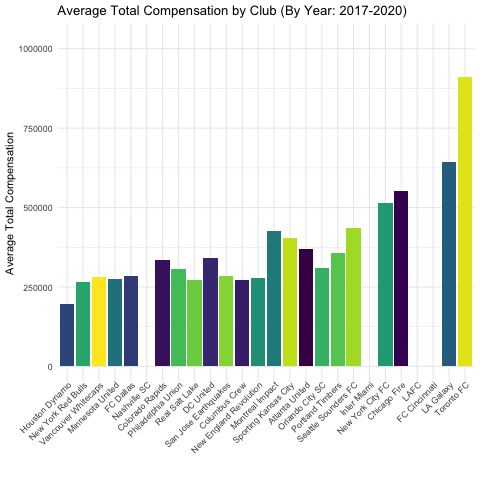 Average Total Compensation by Club (By Year: 2017-2020)
Average Total Compensation
1000000
750000
500000
250000
0
Houston Dynamo
New York Red Bulls
Vancouver Whitecaps
Minnesota United
FC Dallas
Nashville SC
Colorado Rapids
Philadelphia Union
Real Salt Lake
DC United
San Jose Earthquakes
Columbus Crew
New England Revolution
Montreal Impact
Sporting Kansas City
Atlanta United
Orlando City SC
Portland Timbers
Seattle Sounders FC
Inter Miami
New York City FC
Chicago Fire
LAFC
FC Cincinnati
LA Galaxy
Toronto FC